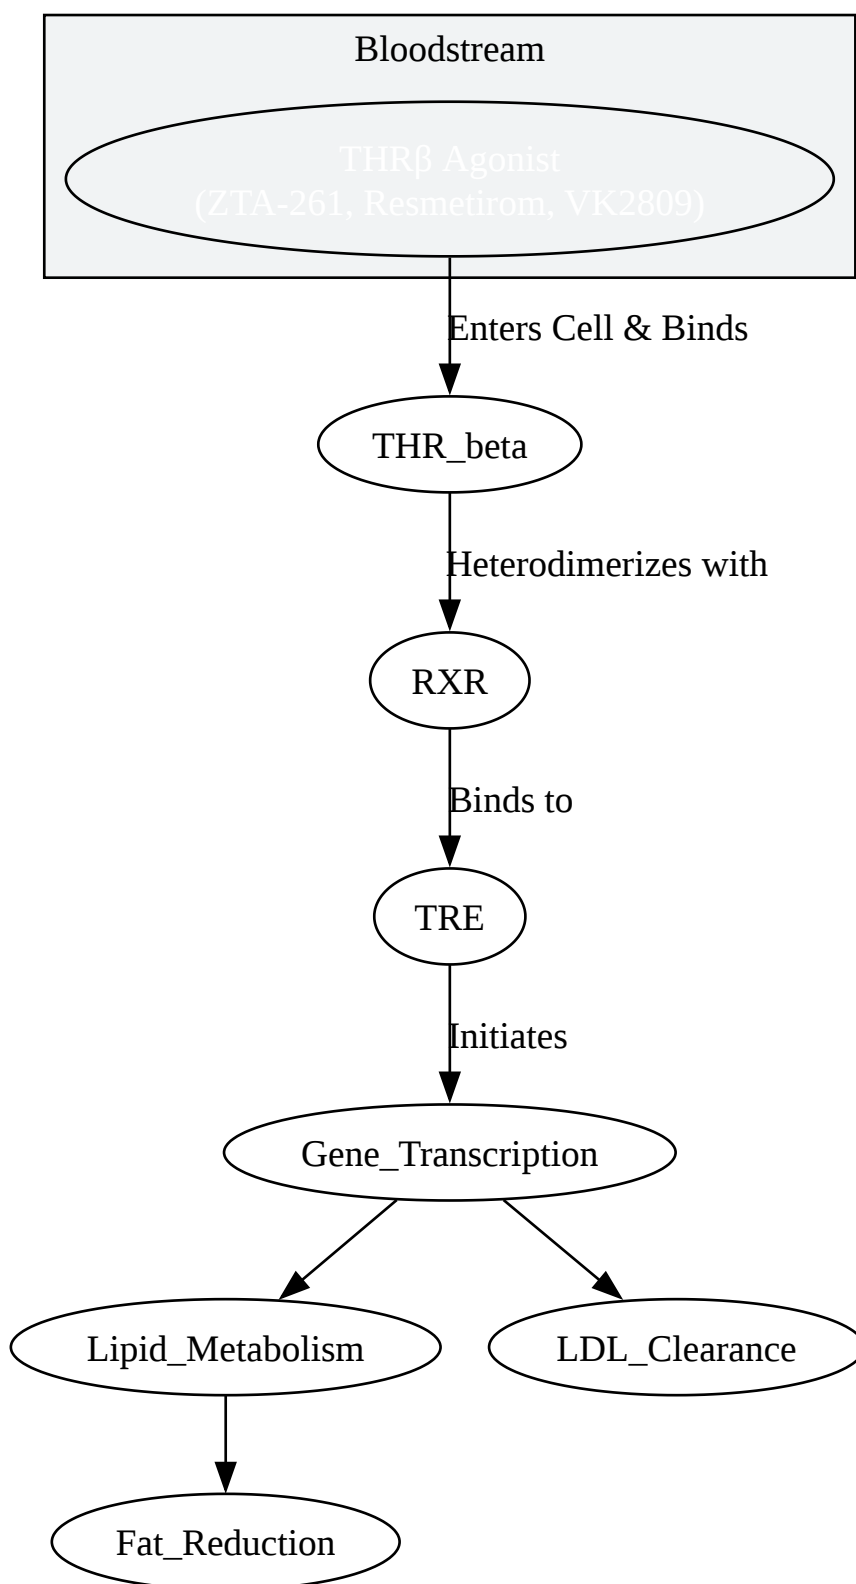 Bloodstream
THRβ Agonist
(ZTA-261, Resmetirom, VK2809)
Enters Cell & Binds
THR_beta
Heterodimerizes with
RXR
Binds to
TRE
Initiates
Gene_Transcription
Lipid_Metabolism
LDL_Clearance
Fat_Reduction